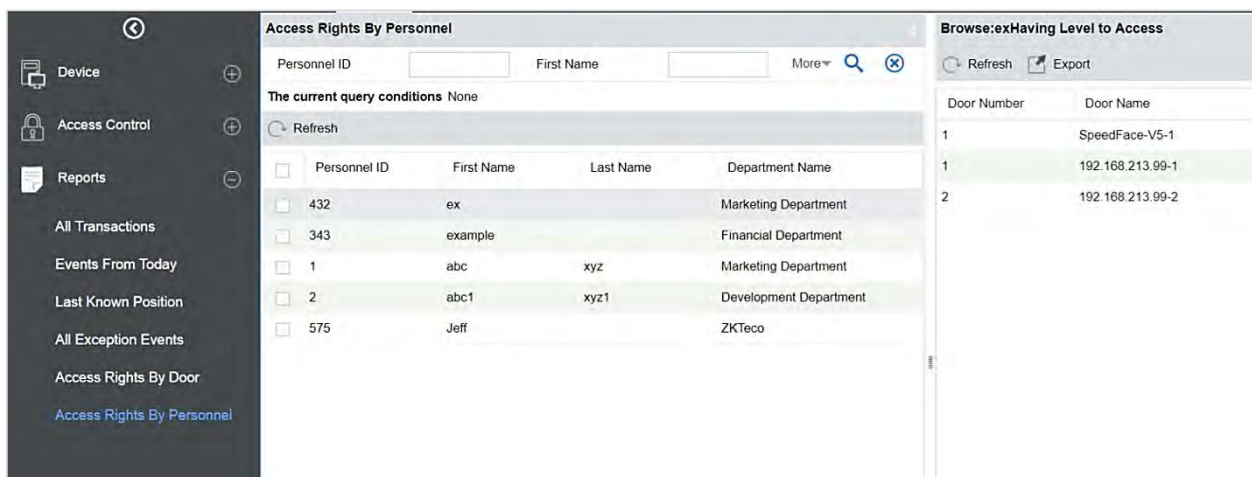 Device
Access Control
Reports
All Transactions
Events From Today
Last Known Position
All Exception Events
Access Rights By Door
Access Rights By Personnel
Access Rights By Personnel
Personnel ID First Name More
The current query conditions None
Refresh
Personnel ID First Name Last Name Department Name
432 ex Marketing Department
343 example Financial Department
1 abc xyz Marketing Department
2 abc1 xyz1 Development Department
575 Jeff ZKTeco
Browse:exHaving Level to Access
Refresh Export
Door Number Door Name
1 SpeedFace-V5-1
1 192.168.213.99-1
2 192.168.213.99-2